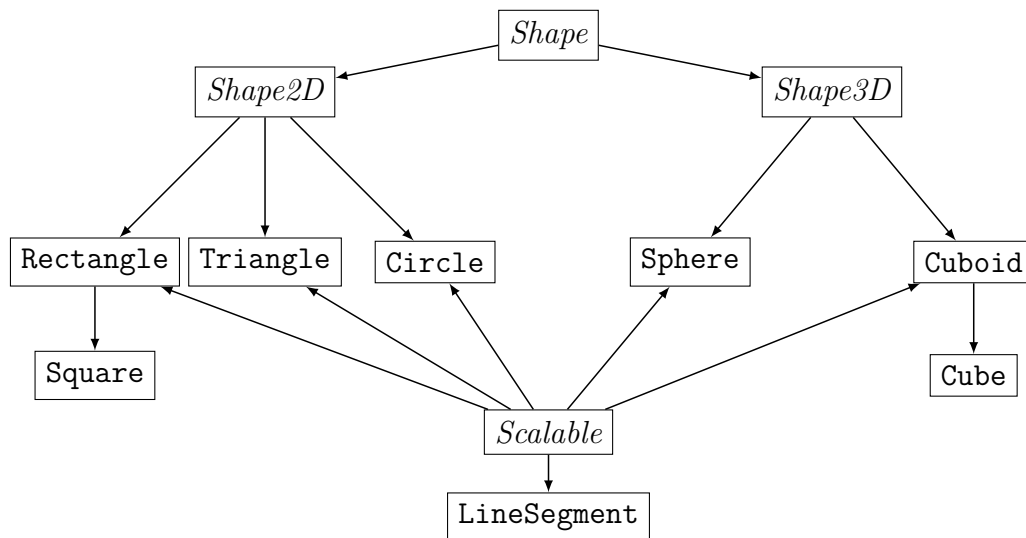 Shape
Shape2D
Shape3D
Rectangle
Triangle
Circle
Sphere
Cuboid
Square
Cube
Scalable
LineSegment